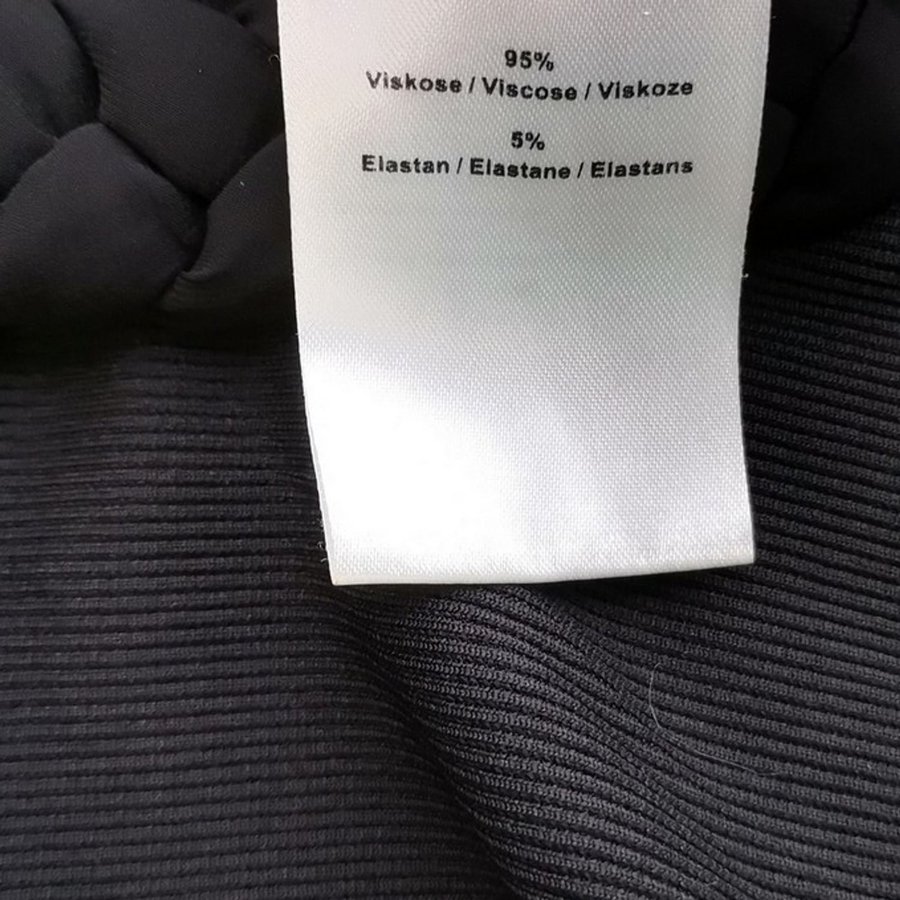 95%
Viskose / Viscose / Viskoze
5%
Elastan / Elastane / Elastans